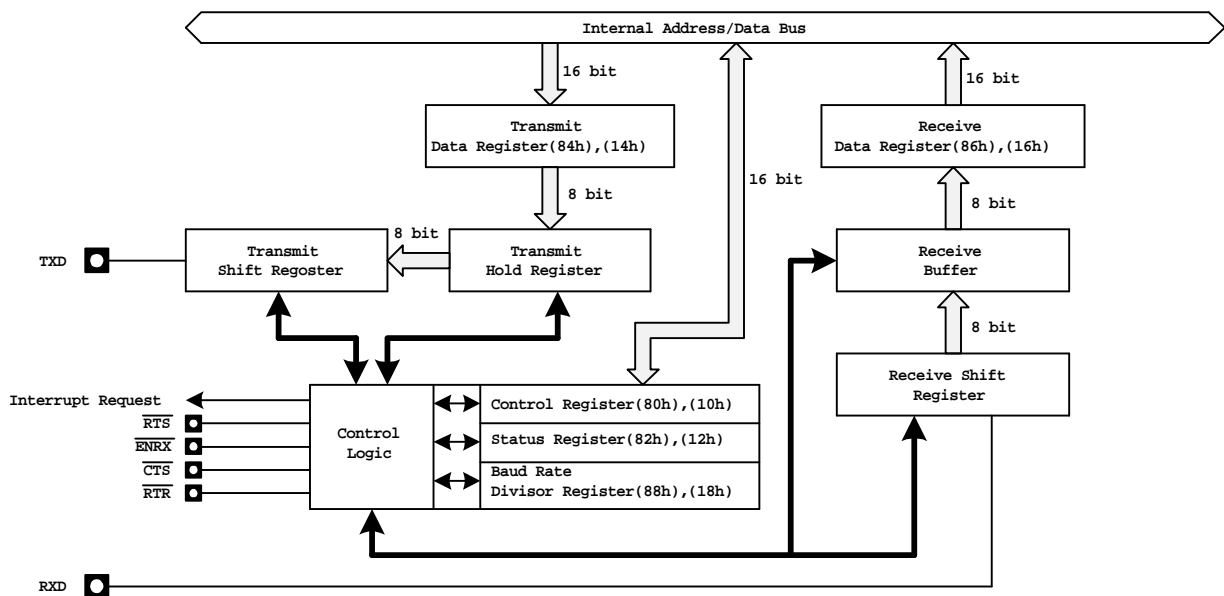 Internal Address/Data Bus
16 bit
16 bit
Transmit
Data Register(84h),(14h)
Receive
Data Register(86h),(16h)
16 bit
8 bit
8 bit
8 bit
TXD
Transmit
Shift Regoster
Transmit
Hold Register
Receive
Buffer
8 bit
Receive Shift
Register
Interrupt Request
RTS
ENRX
CTS
RTR
Control
Logic
Control Register(80h),(10h)
Status Register(82h),(12h)
Baud Rate
Divisor Register(88h),(18h)
RXD